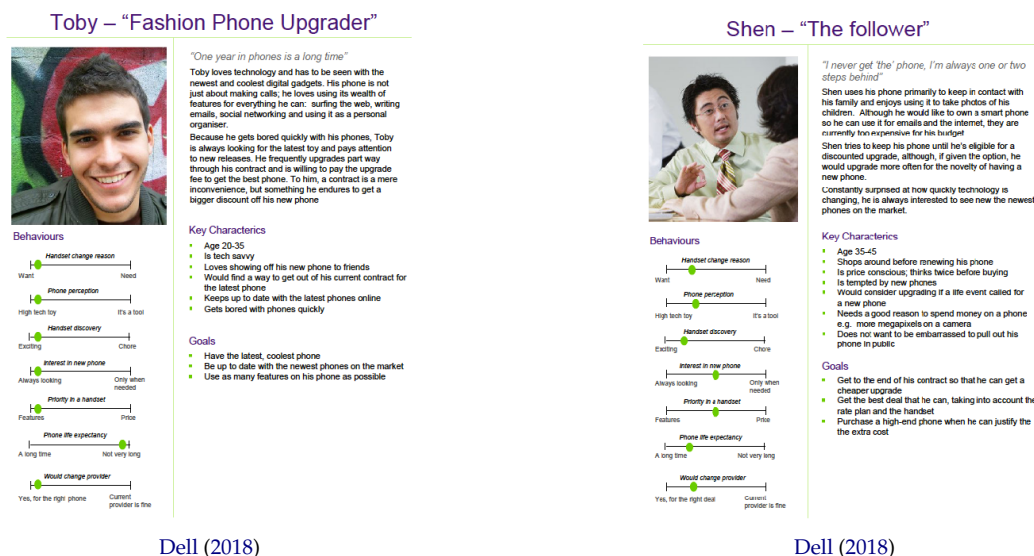 Toby – “Fashion Phone Upgrader”
"One year in phones is a long time"
Toby loves technology and has to be seen with the
newest and coolest digital gadgets. His phone is not
just about making calls; he loves using its wealth of
features for everything he can: surfing the web, writing
emails, social networking and using it as a personal
organiser.
Because he gets bored quickly with his phones, Toby
is always looking for the latest toy and pays attention
to new releases. He frequently upgrades part way
through his contract and is willing to pay the upgrade
fee to get the best phone. To him, a contract is a mere
inconvenience, but something he endures to get a
bigger discount off his new phone
Behaviours
Handset change reason
Want Need
Phone perception
High tech toy It's a tool
Handset discovery
Exciting Chore
Interest in new phone
Always looking Only when
needed
Priority in a handset
Features Price
Phone life expectancy
A long time Not very long
Would change provider
Yes, for the right phone Current
provider is fine
Key Characterics
Age 20-35
Is tech savvy
Loves showing off his new phone to friends
Would find a way to get out of his current contract for
the latest phone
Keeps up to date with the latest phones online
Gets bored with phones quickly
Goals
Have the latest, coolest phone
Be up to date with the newest phones on the market
Use as many features on his phone as possible
Dell (2018)
Shen – “The follower”
"I never get 'the' phone, I'm always one or two
steps behind"
Shen uses his phone primarily to keep in contact with
his family and enjoys using it to take photos of his
children. Although he would like to own a smart phone
so he can use it for emails and the internet, they are
currently too expensive for his budget
Shen tries to keep his phone until he's eligible for a
discounted upgrade, although, if given the option, he
would upgrade more often for the novelty of having a
new phone.
Constantly surprised at how quickly technology is
changing, he is always interested to see new the newest
phones on the market.
Behaviours
Handset change reason
Want Need
Phone perception
High tech toy It's a tool
Handset discovery
Exciting Chore
Interest in new phone
Always looking Only when
needed
Priority in a handset
Features Price
Phone life expectancy
A long time Not very long
Would change provider
Yes, for the right deal Current
provider is fine
Key Characterics
Age 35-45
Shops around before renewing his phone
Is price conscious; thinks twice before buying
Is tempted by new phones
Would consider upgrading if a life event called for
a new phone
Needs a good reason to spend money on a phone
e.g. more megapixels on a camera
Does not want to be embarrassed to pull out his
phone in public
Goals
Get to the end of his contract so that he can get a
cheaper upgrade
Get the best deal that he can, taking into account the
rate plan and the handset
Purchase a high-end phone when he can justify the
the extra cost
Dell (2018)